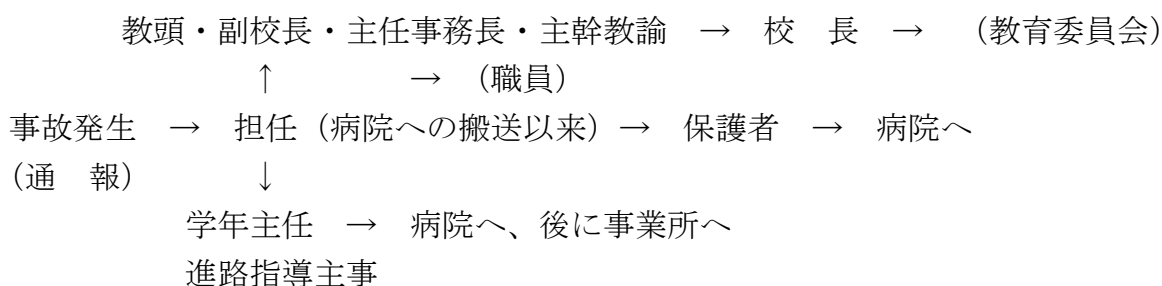 教頭・副校長・主任事務長・主幹教諭 → 校 長 → （教育委員会）
↑ → （職員）
事故発生 → 担任（病院への搬送以来）→ 保護者 → 病院へ
（通 報） ↓
学年主任 → 病院へ、後に事業所へ
進路指導主事